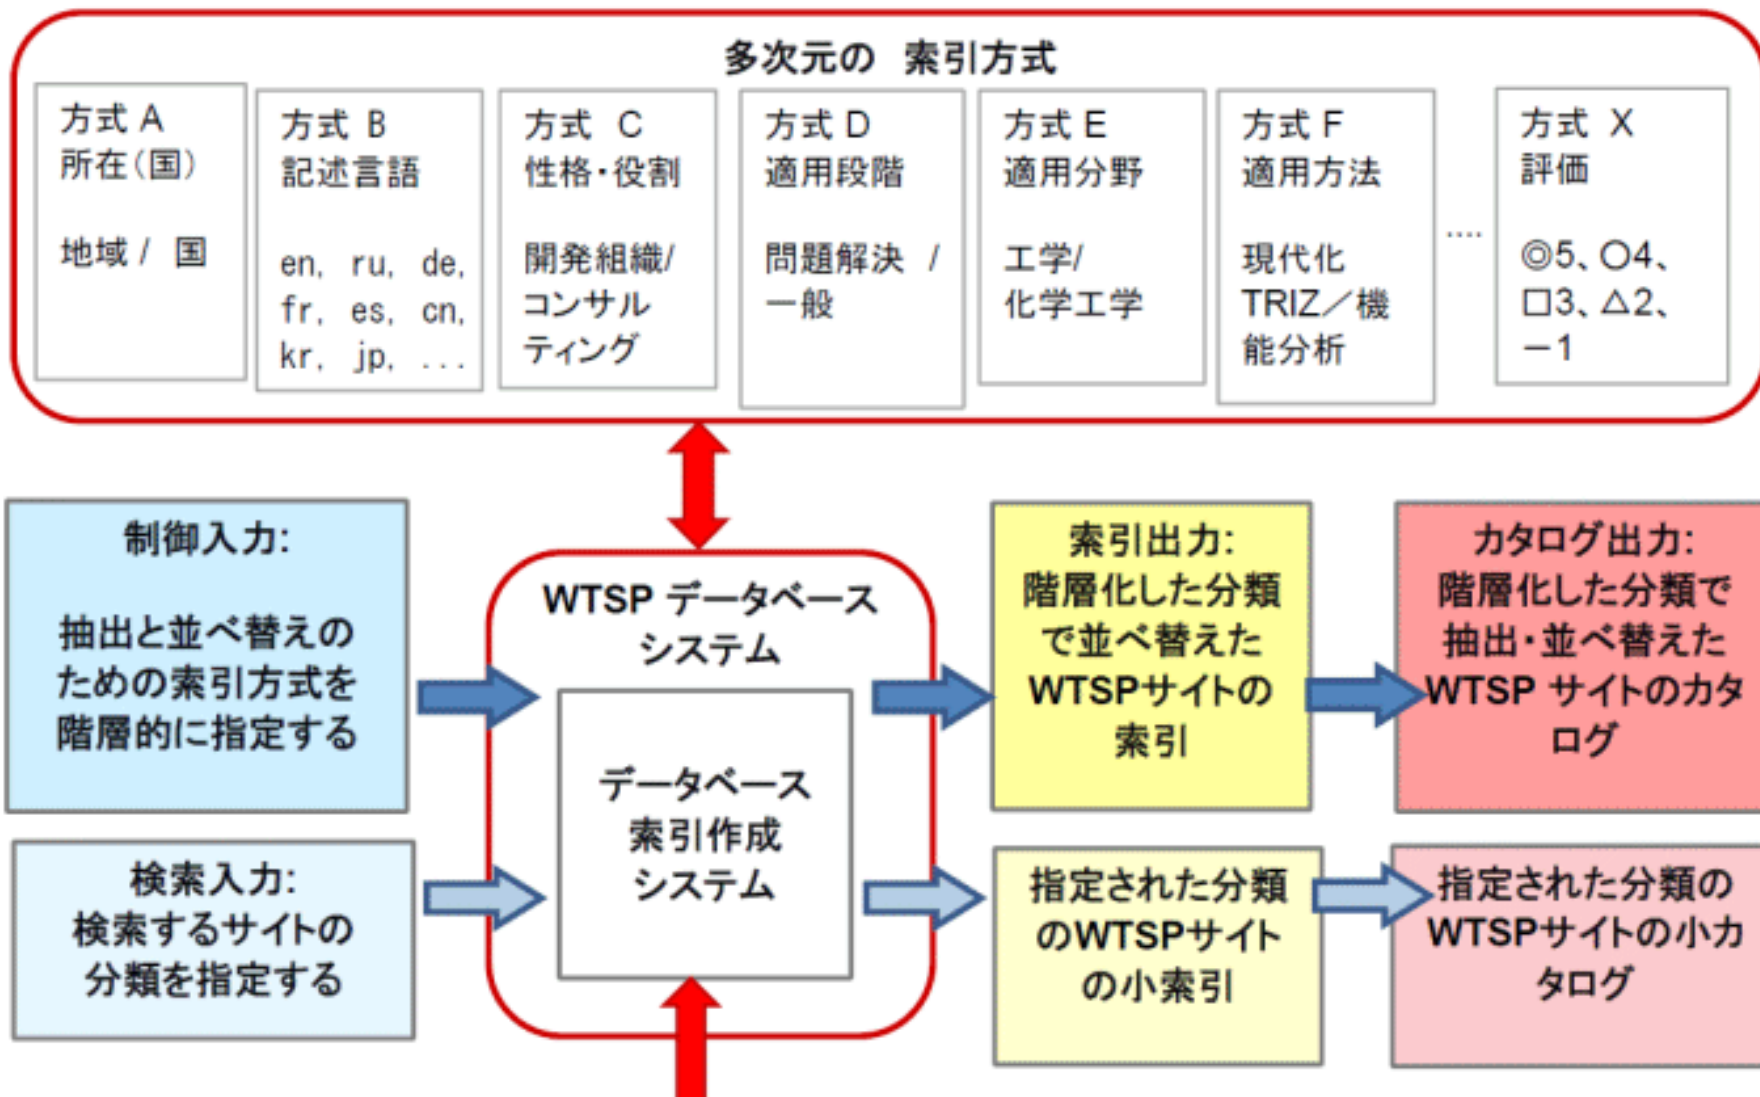 多次元の 索引方式
方式 A
所在(国)
地域 / 国
方式 B
記述言語
en, ru, de,
fr, es, cn,
kr, jp, ...
方式 C
性格・役割
開発組織/
コンサル
ティング
方式 D
適用段階
問題解決 /
一般
方式 E
適用分野
工学/
化学工学
方式 F
適用方法
現代化
TRIZ／機
能分析
....
方式 X
評価
◎5、〇4、
□3、△2、
－1
制御入力:
抽出と並べ替えの
ための索引方式を
階層的に指定する
検索入力:
検索するサイトの
分類を指定する
WTSP データベース
システム
データベース
索引作成
システム
索引出力:
階層化した分類
で並べ替えた
WTSPサイトの
索引
カタログ出力:
階層化した分類で
抽出・並べ替えた
WTSP サイトのカタ
ログ
指定された分類
のWTSPサイト
の小索引
指定された分類の
WTSPサイトの小カ
タログ